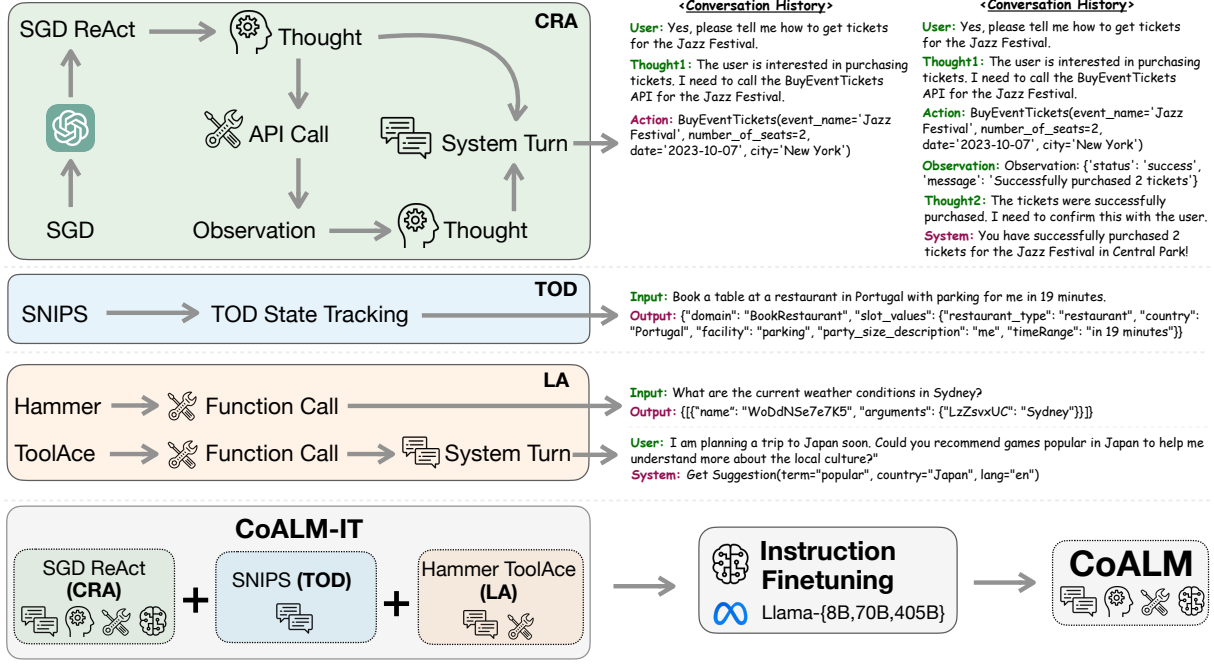 CRA
SGD ReAct
Thought
API Call
System Turn
SGD
Observation
Thought
<Conversation History>
User: Yes, please tell me how to get tickets
for the Jazz Festival.
Thought1: The user is interested in purchasing
tickets. I need to call the BuyEventTickets
API for the Jazz Festival.
Action: BuyEventTickets(event_name='Jazz
Festival', number_of_seats=2,
date='2023-10-07', city='New York')
<Conversation History>
User: Yes, please tell me how to get tickets
for the Jazz Festival.
Thought1: The user is interested in purchasing
tickets. I need to call the BuyEventTickets
API for the Jazz Festival.
Action: BuyEventTickets(event_name='Jazz
Festival', number_of_seats=2,
date='2023-10-07', city='New York')
Observation: Observation: {'status': 'success',
'message': 'Successfully purchased 2 tickets'}
Thought2: The tickets were successfully
purchased. I need to confirm this with the user.
System: You have successfully purchased 2
tickets for the Jazz Festival in Central Park!
TOD
SNIPS
TOD State Tracking
Input: Book a table at a restaurant in Portugal with parking for me in 19 minutes.
Output: {"domain": "BookRestaurant", "slot_values": {"restaurant_type": "restaurant", "country":
"Portugal", "facility": "parking", "party_size_description": "me", "timeRange": "in 19 minutes"}}
LA
Hammer
Function Call
ToolAce
Function Call
System Turn
Input: What are the current weather conditions in Sydney?
Output: {[[{"name": "WoDdNSe7e7K5", "arguments": {"LzZsvxUC": "Sydney"}}]]}
User: I am planning a trip to Japan soon. Could you recommend games popular in Japan to help me
understand more about the local culture?"
System: Get Suggestion(term="popular", country="Japan", lang="en")
CoALM-IT
SGD ReAct
(CRA)
+
SNIPS (TOD)
+
Hammer ToolAce
(LA)
Instruction
Finetuning
Llama-{8B,70B,405B}
CoALM